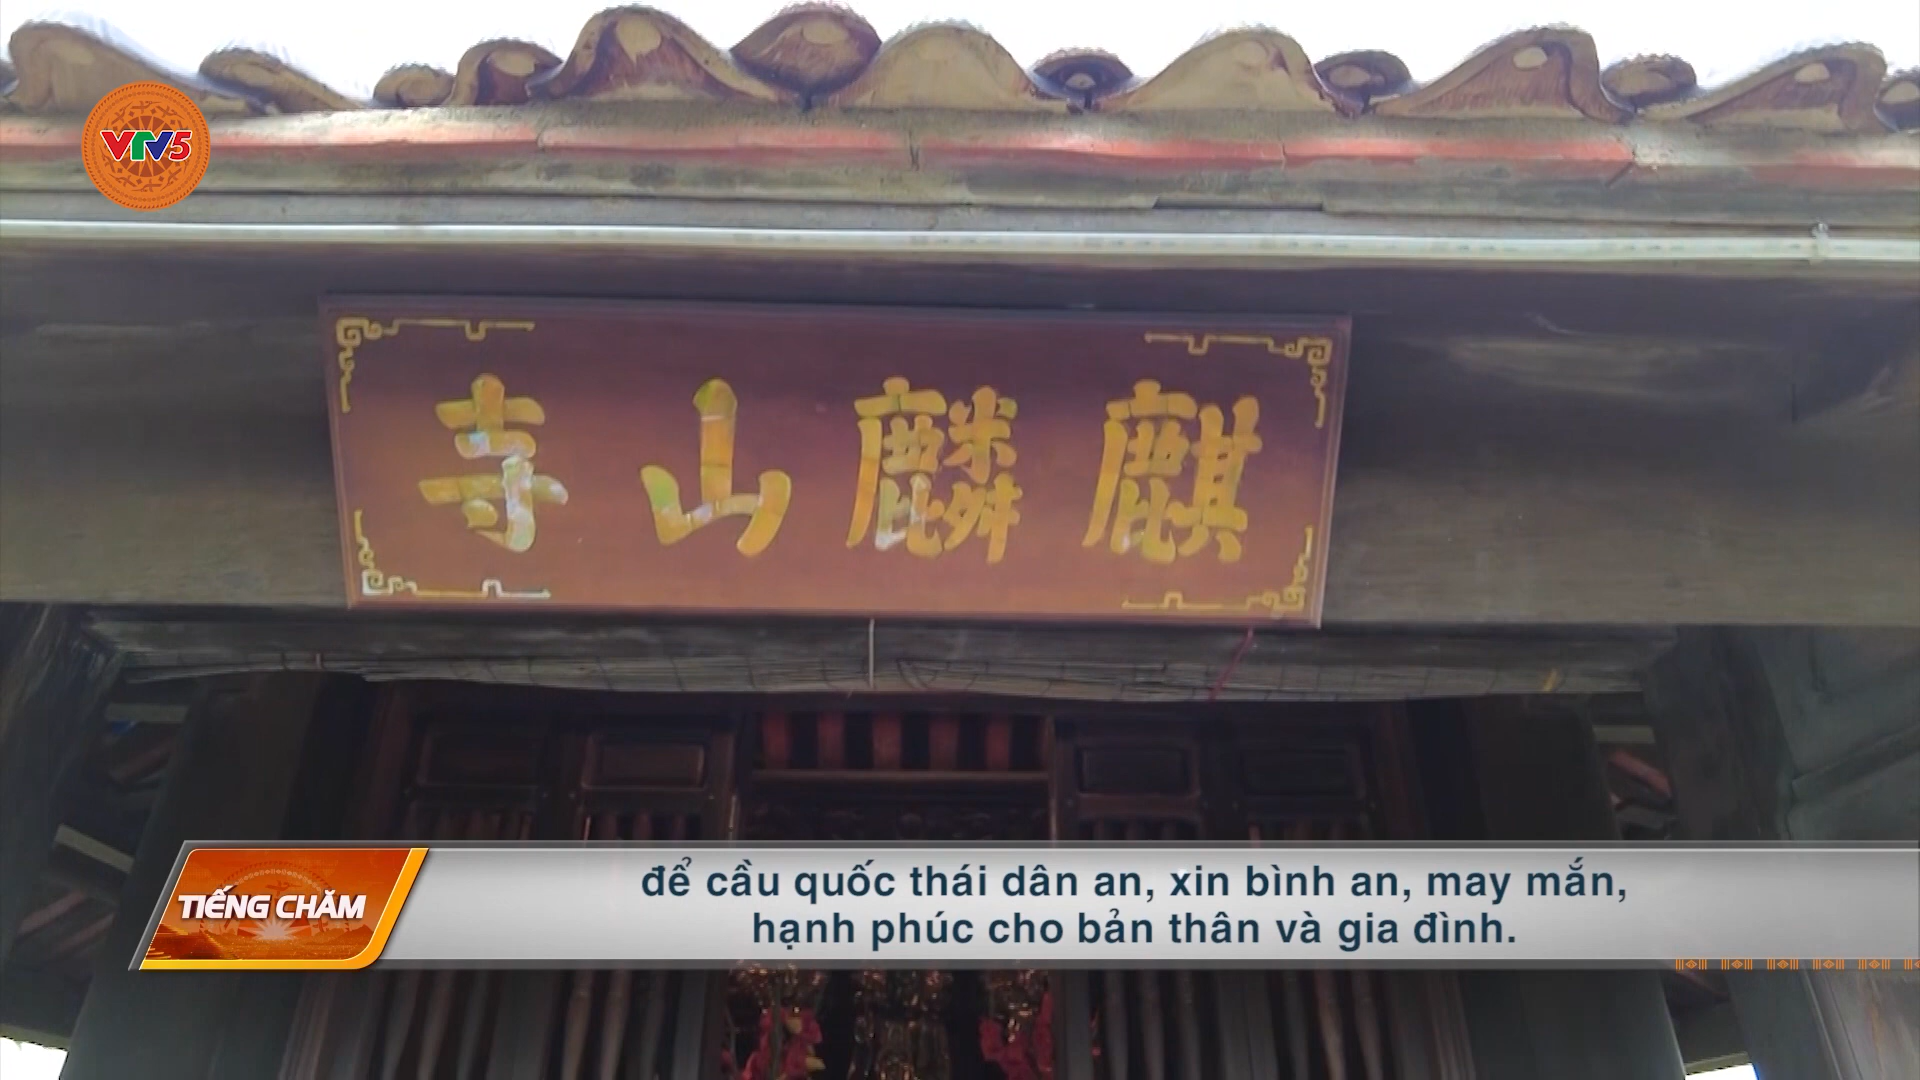 VTV5
麒麟山寺
TIẾNG CHĂM
để cầu quốc thái dân an, xin bình an, may mắn,
hạnh phúc cho bản thân và gia đình.